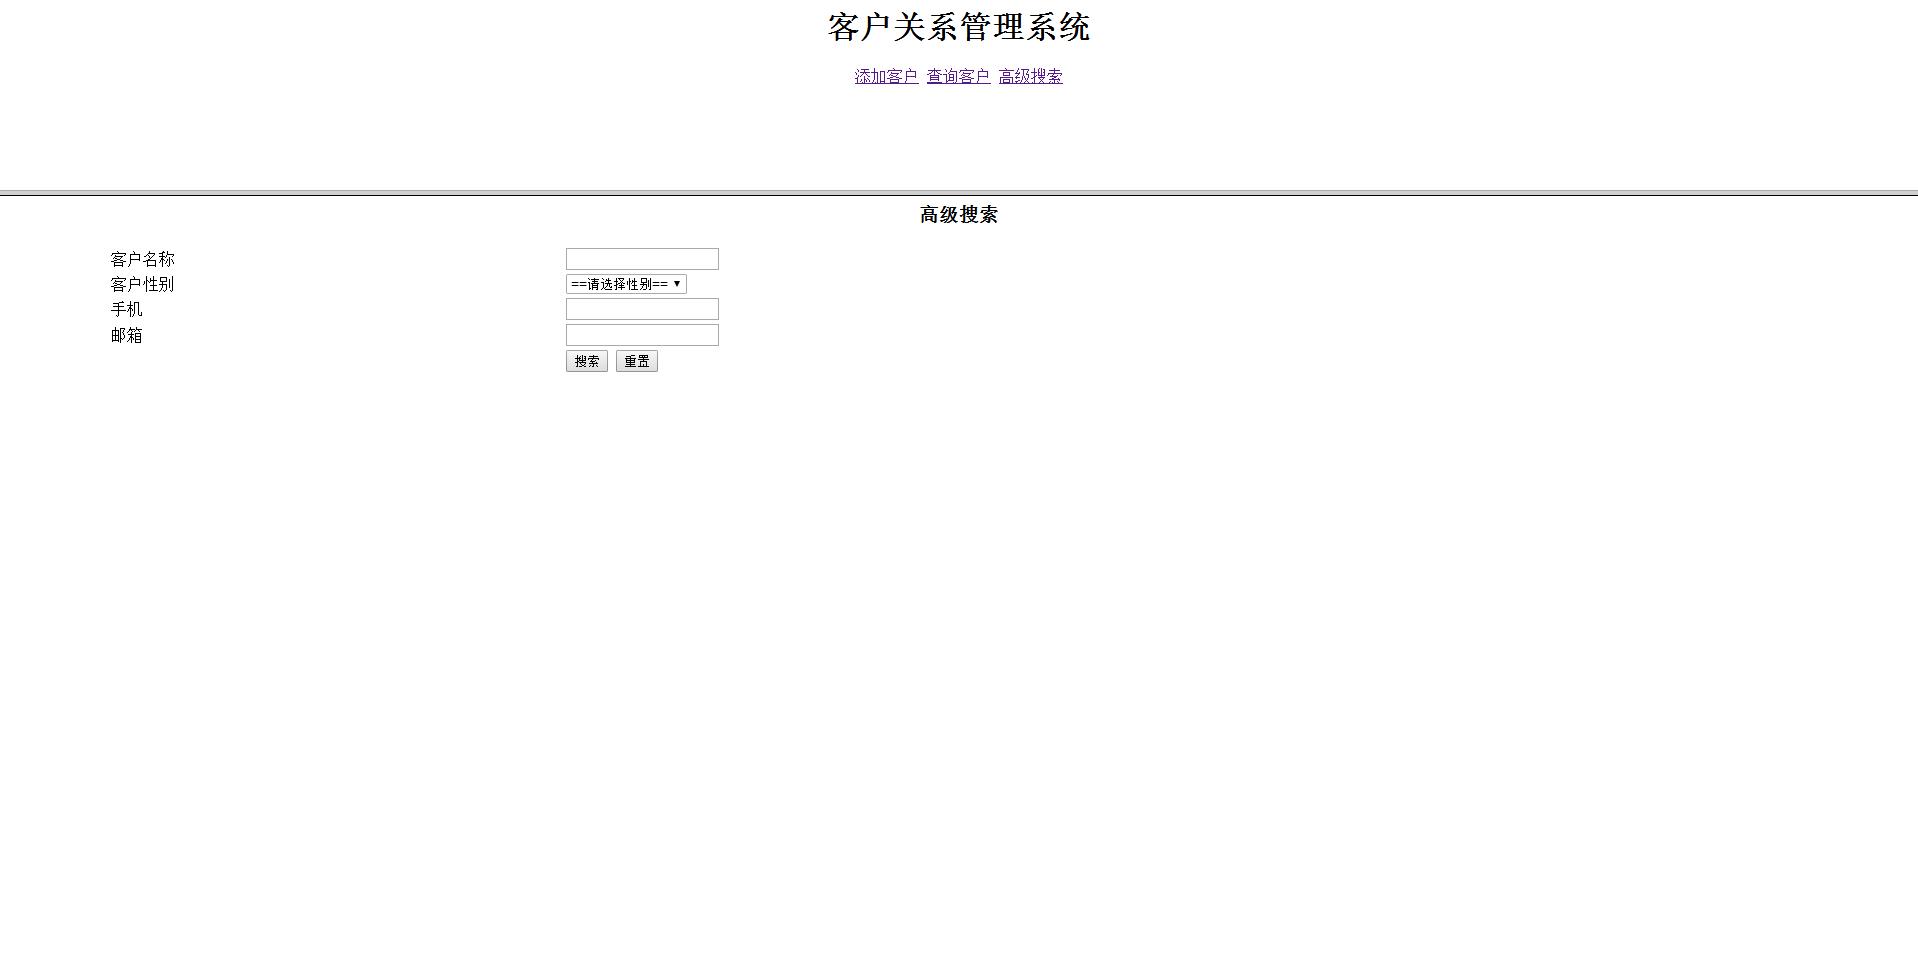 客户关系管理系统
添加客户 查询客户 高级搜索
高级搜索
客户名称
客户性别 ==请选择性别==
手机
邮箱
搜索 重置